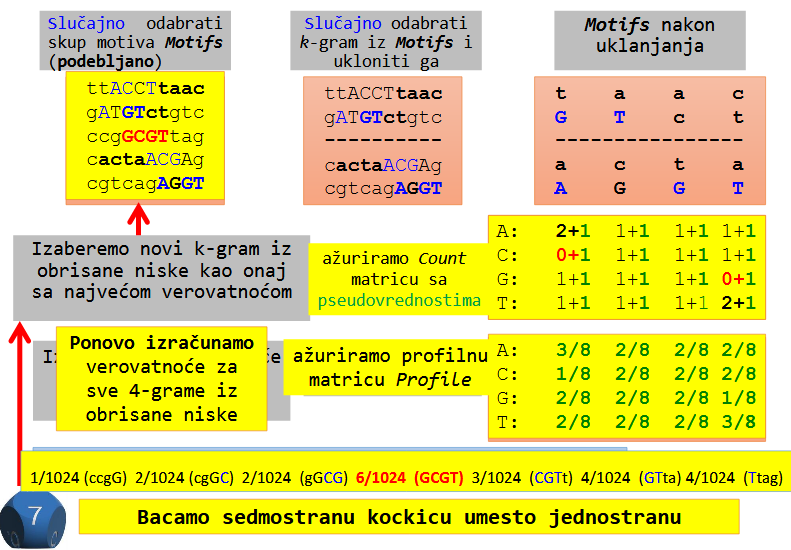 Slučajno odabrati
skup motiva Motifs
(podebljano)
ttACCTtaac
gATGTCtgtc
ccgGCGTtag
cactaACGAg
cgtcagAGGT
Slučajno odabrati
k-gram iz Motifs i
ukloniti ga
ttACCTtaac
gATGTctgtc
----------
cactaACGAg
cgtcagAGGT
Motifs nakon
uklanjanja
t a a c
G T c t
----------------
a c t a
A G G T
Izaberemo novi k-gram iz
obrisane niske kao onaj
sa najvećom verovatnoćom
ažuriramo Count
matricu sa
pseudovrednostima
A: 2+1 1+1 1+1 1+1
C: 0+1 1+1 1+1 1+1
G: 1+1 1+1 1+1 0+1
T: 1+1 1+1 1+1 2+1
Ponovo izračunamo
verovatnoće za
sve 4-grame iz
obrisane niske
ažuriramo profilnu
matricu Profile
A: 3/8 2/8 2/8 2/8
C: 1/8 2/8 2/8 2/8
G: 2/8 2/8 2/8 1/8
T: 2/8 2/8 2/8 3/8
1/1024 (ccgG) 2/1024 (cgGC) 2/1024 (gGCG) 6/1024 (GCGT) 3/1024 (CGTt) 4/1024 (GTta) 4/1024 (Ttag)
7
Bacamo sedmostranu kockicu umesto jednostranu